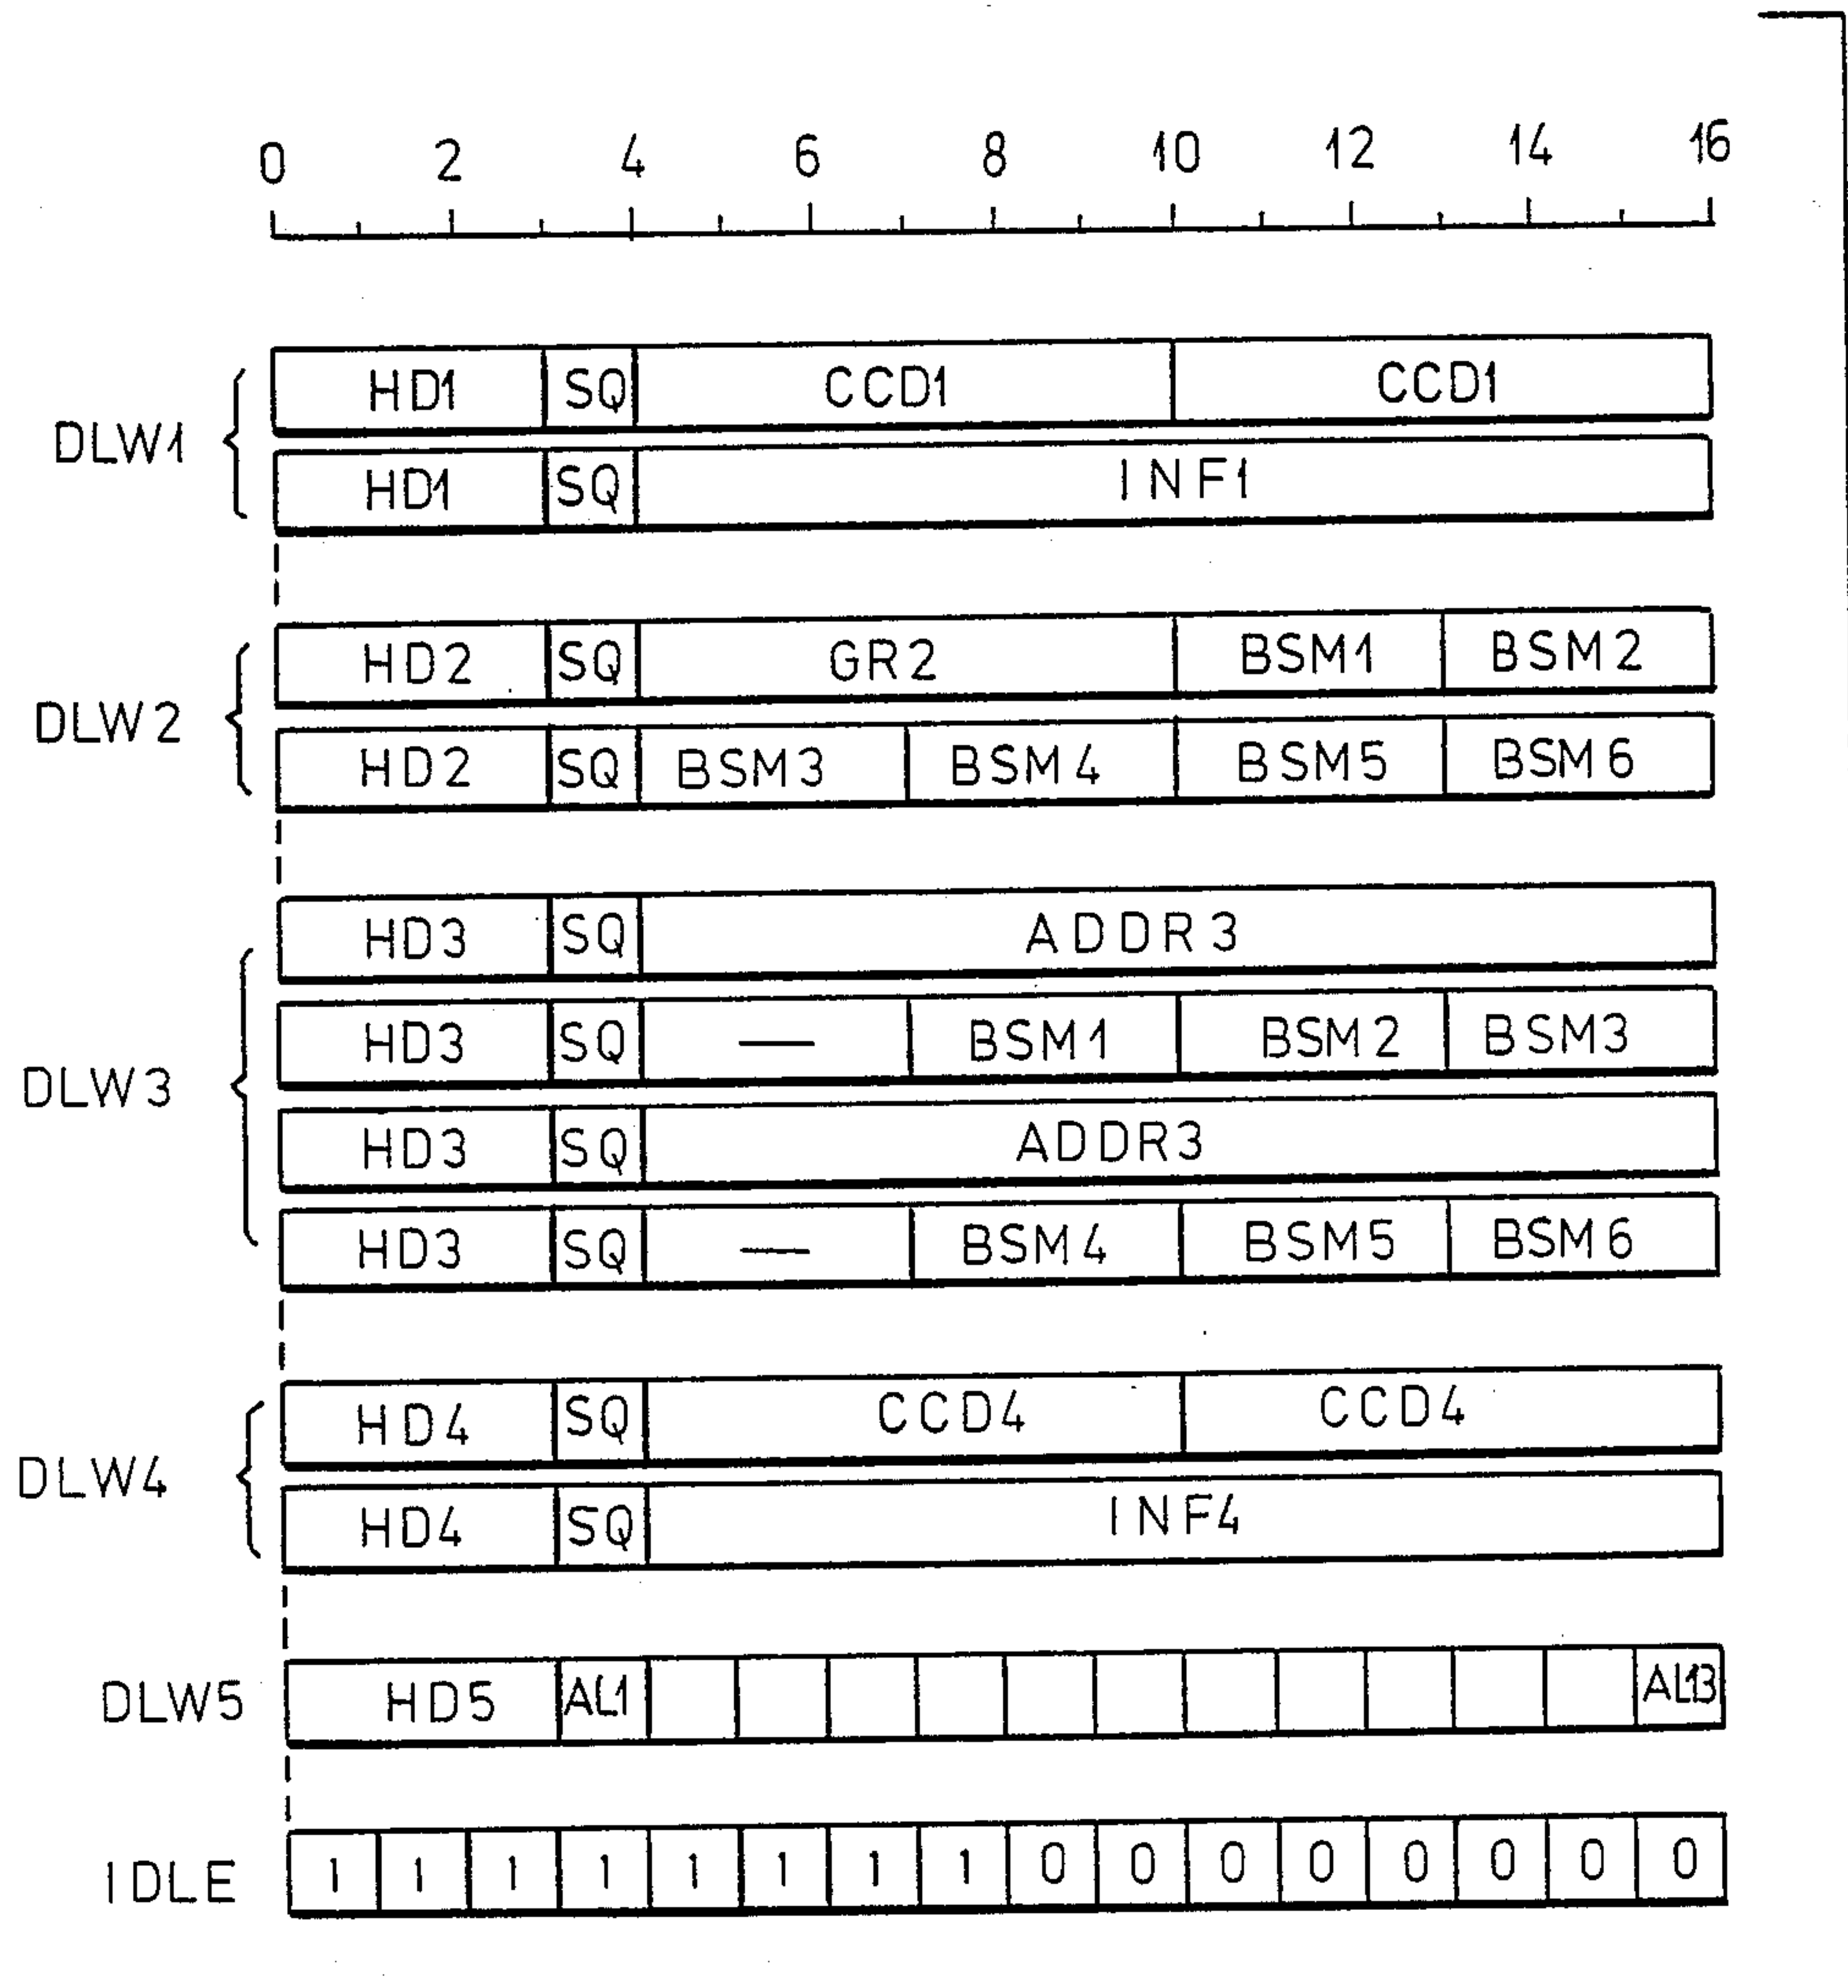 0 2 4 6 8 10 12 14 16
HD1 SQ CCD1 CCD1
DLW1
HD1 SQ INF1
HD2 SQ GR2 BSM1 BSM2
DLW2
HD2 SQ BSM3 BSM4 BSM5 BSM6
HD3 SQ ADDR3
HD3 SQ — BSM1 BSM2 BSM3
DLW3
HD3 SQ ADDR3
HD3 SQ — BSM4 BSM5 BSM6
HD4 SQ CCD4 CCD4
DLW4
HD4 SQ INF4
DLW5 HD5 AL1 AL13
IDLE 1 1 1 1 1 1 1 1 0 0 0 0 0 0 0 0